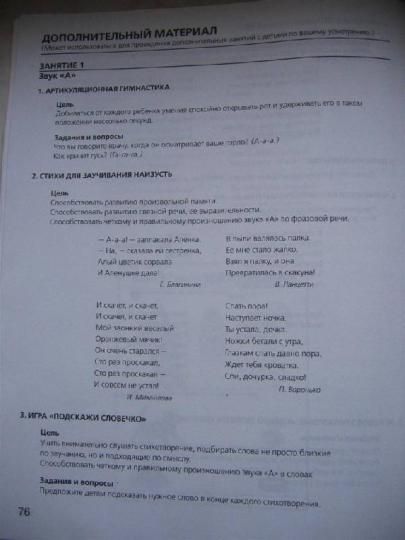 ДОПОЛНИТЕЛЬНЫЙ МАТЕРИАЛ
(Может использоваться для проведения дополнительных занятий с детьми по вашему усмотрению.)
ЗАНЯТИЕ 1
Звук «А»
1. АРТИКУЛЯЦИОННАЯ ГИМНАСТИКА
Цель
Добиваться от каждого ребенка умения спокойно открывать рот и удерживать его в таком
положении несколько секунд.
Задания и вопросы
Что вы говорите врачу, когда он осматривает ваше горло? (А-а-а.)
Как кричат гуси? (Га-га-га.)
2. СТИХИ ДЛЯ ЗАУЧИВАНИЯ НАИЗУСТЬ
Цель
Способствовать развитию произвольной памяти.
Способствовать развитию связной речи, ее выразительности.
Способствовать четкому и правильному произношению звука «А» во фразовой речи.
— А-а-а! — заплакала Аленка.
— На, — сказала ей сестренка,
Алый цветик сорвала
И Аленушке дала!
Е. Благинина
В пыли валялась палка.
Ее мне стало жалко.
Взял я палку, и она
Превратилась в скакуна!
В. Ланцетти
И скачет, и скачет,
И скачет, и скачет
Мой звонкий веселый
Оранжевый мячик!
Он очень старался —
Сто раз проскакал,
Сто раз проскакал —
И совсем не устал!
И. Михайлова
Спать пора!
Наступает ночка,
Ты устала, дочка.
Ножки бегали с утра,
Глазкам спать давно пора.
Ждет тебя кроватка.
Спи, дочурка, сладко!
П. Воронько
3. ИГРА «ПОДСКАЖИ СЛОВЕЧКО»
Цель
Учить внимательно слушать стихотворение, подбирать слова не просто близкие
по звучанию, но и подходящие по смыслу.
Способствовать четкому и правильному произношению звука «А» в словах.
Задания и вопросы
Предложите детям подсказать нужное слово в конце каждого стихотворения.
76